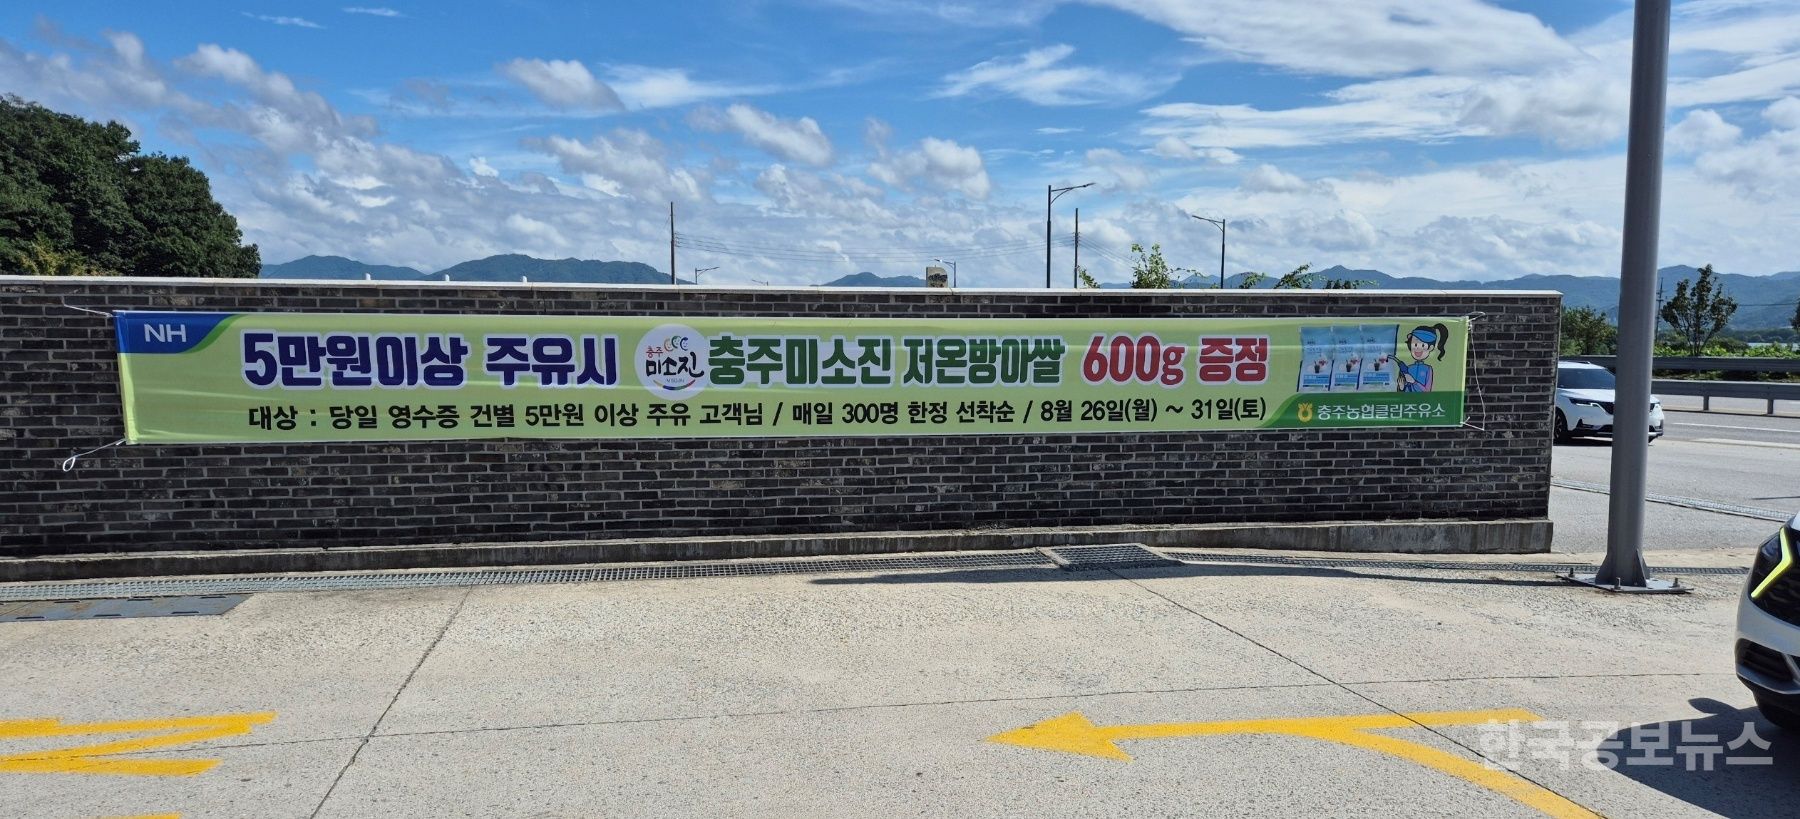 NH
5만원이상 주유시 충주 미소진 MISOJIN 충주미소진 저온방아쌀 600g 증정
대상 : 당일 영수증 건별 5만원 이상 주유 고객님 / 매일 300명 한정 선착순 / 8월 26일(월) ~ 31일(토)
충주농협클린주유소
한국공보뉴스